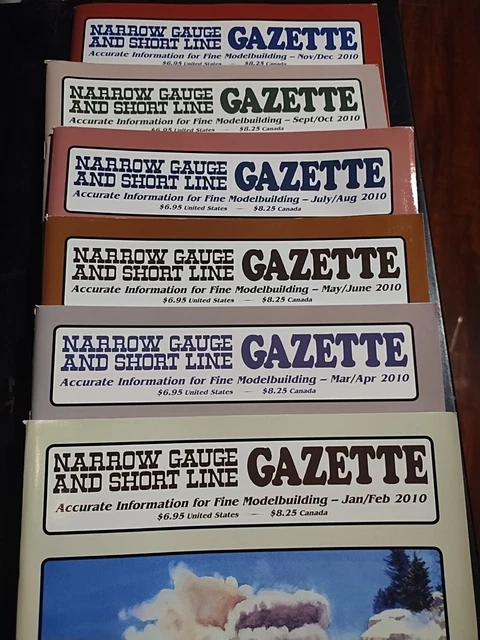 NARROW GAUGE
AND SHORT LINE GAZETTE
Accurate Information for Fine Modelbuilding – Nov/Dec 2010
$6.95 United States — $8.25 Canada
NARROW GAUGE
AND SHORT LINE GAZETTE
Accurate Information for Fine Modelbuilding – Sept/Oct 2010
$6.95 United States — $8.25 Canada
NARROW GAUGE
AND SHORT LINE GAZETTE
Accurate Information for Fine Modelbuilding – July/Aug 2010
$6.95 United States — $8.25 Canada
NARROW GAUGE
AND SHORT LINE GAZETTE
Accurate Information for Fine Modelbuilding – May/June 2010
$6.95 United States — $8.25 Canada
NARROW GAUGE
AND SHORT LINE GAZETTE
Accurate Information for Fine Modelbuilding – Mar/Apr 2010
$6.95 United States — $8.25 Canada
NARROW GAUGE
AND SHORT LINE GAZETTE
Accurate Information for Fine Modelbuilding – Jan/Feb 2010
$6.95 United States — $8.25 Canada